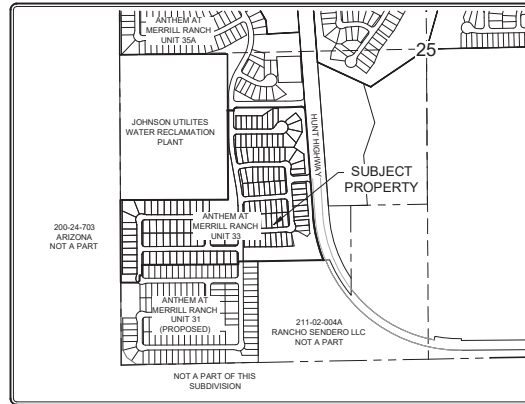 ANTHEM AT
MERRILL RANCH
UNIT 35A
25
JOHNSON UTILITES
WATER RECLAMATION
PLANT
HUNT HIGHWAY
SUBJECT
PROPERTY
200-24-703
ARIZONA
NOT A PART
ANTHEM AT
MERRILL RANCH
UNIT 33
ANTHEM AT
MERRILL RANCH
UNIT 31
(PROPOSED)
211-02-004A
RANCHO SENDERO LLC
NOT A PART
NOT A PART OF THIS
SUBDIVISION